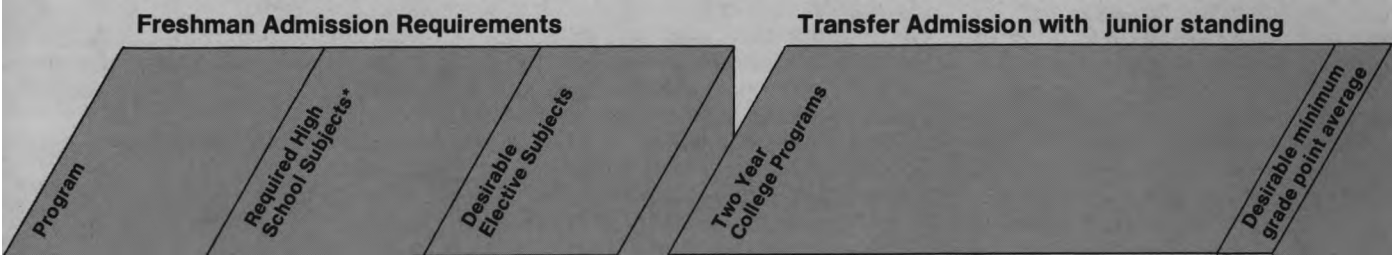 Freshman Admission Requirements
Transfer Admission with junior standing
Program
Required High
School Subjects*
Desirable
Elective Subjects
Two Year
College Programs
Desirable minimum
grade point average